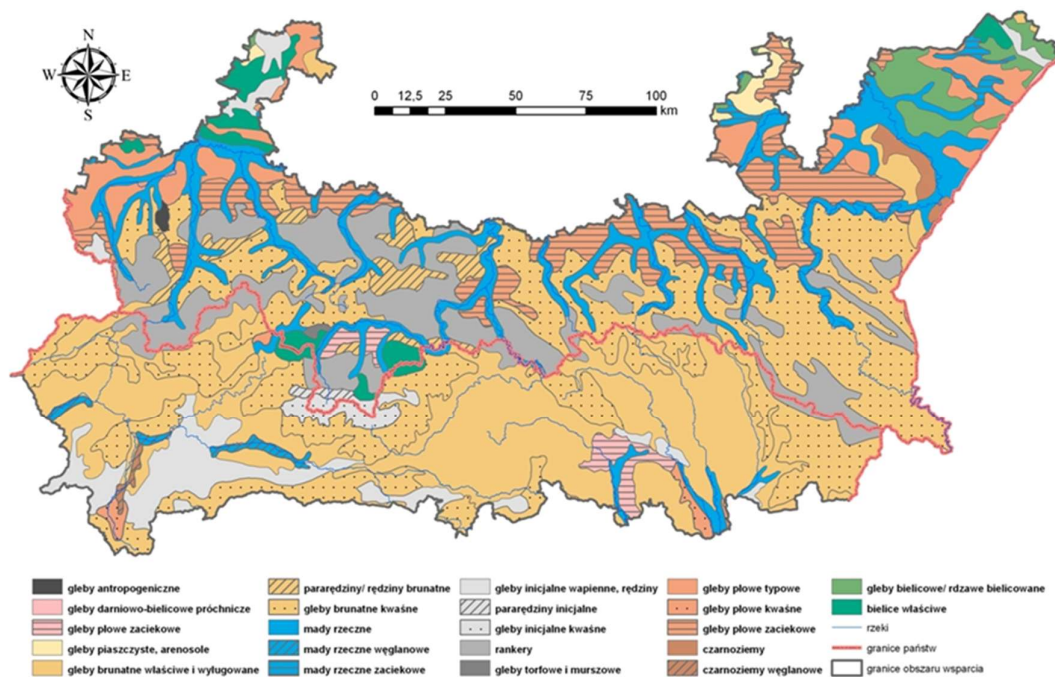 N
W E
S
0 12,5 25 50 75 100
km
gleby antropogeniczne
gleby darniowo-bielicowe próchnicze
gleby płowe zaciekowe
gleby piaszczyste, arenosole
gleby brunatne właściwe i wyługowane
pararędziny/ rędziny brunatne
gleby brunatne kwaśne
mady rzeczne
mady rzeczne węglanowe
mady rzeczne zaciekowe
gleby inicjalne wapienne, rędziny
pararędziny inicjalne
gleby inicjalne kwaśne
rankery
gleby torfowe i murszowe
gleby płowe typowe
gleby płowe kwaśne
gleby płowe zaciekowe
czarnoziemy
czarnoziemy węglanowe
gleby bielicowe/ rdzawe bielicowane
bielice właściwe
rzeki
granice państw
granice obszaru wsparcia